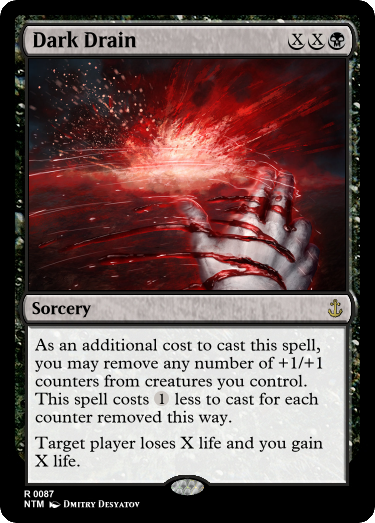 Dark Drain XX
Sorcery
As an additional cost to cast this spell,
you may remove any number of +1/+1
counters from creatures you control.
This spell costs 1 less to cast for each
counter removed this way.
Target player loses X life and you gain
X life.
R 0087
NTM Dmitry Desyatov